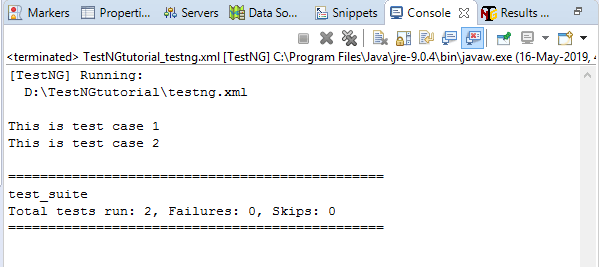 Markers Properti... Servers Data So... Snippets Console Results ...
<terminated> TestNGtutorial_testng.xml [TestNG] C:\Program Files\Java\jre-9.0.4\bin\javaw.exe (16-May-2019, 4
[TestNG] Running:
D:\TestNGtutorial\testng.xml
This is test case 1
This is test case 2
===============================================
test_suite
Total tests run: 2, Failures: 0, Skips: 0
===============================================